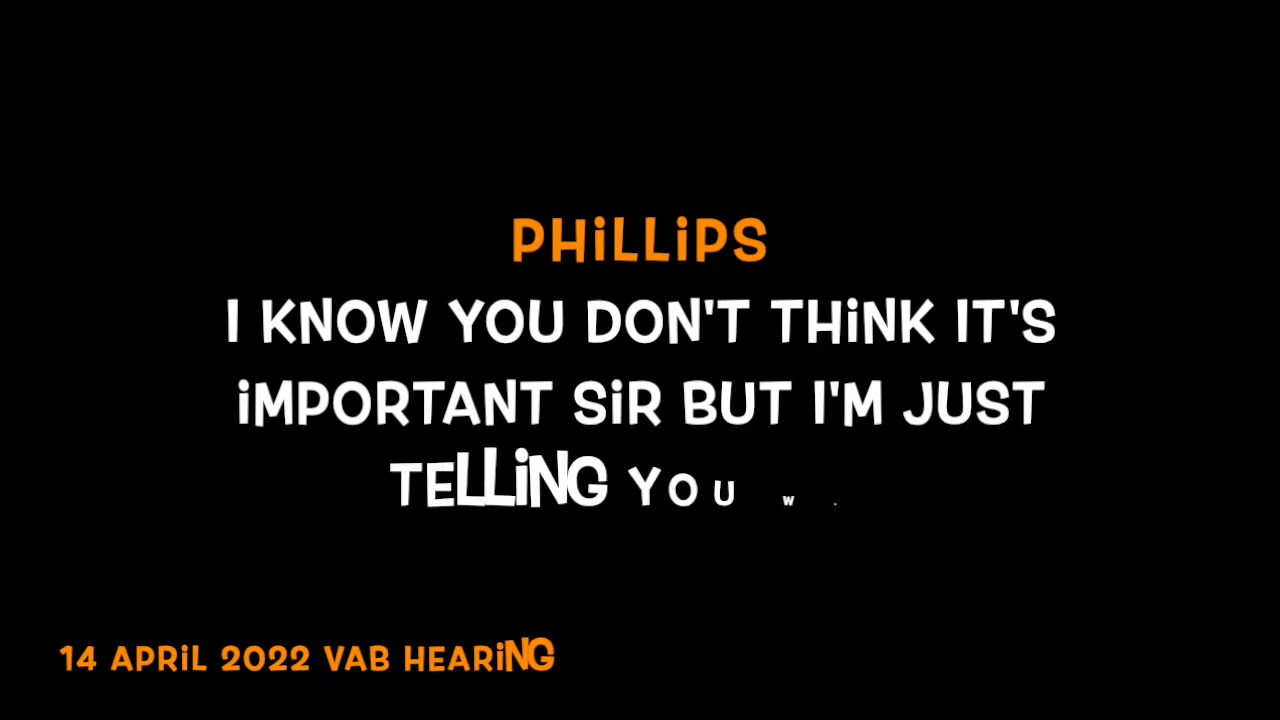 PHiLLiPS
I KNOW YOU DON'T THiNK IT'S
iMPORTANT SiR BUT I'M JUST
TELLiNG YOU W
14 APRiL 2022 VAB HEARiNG